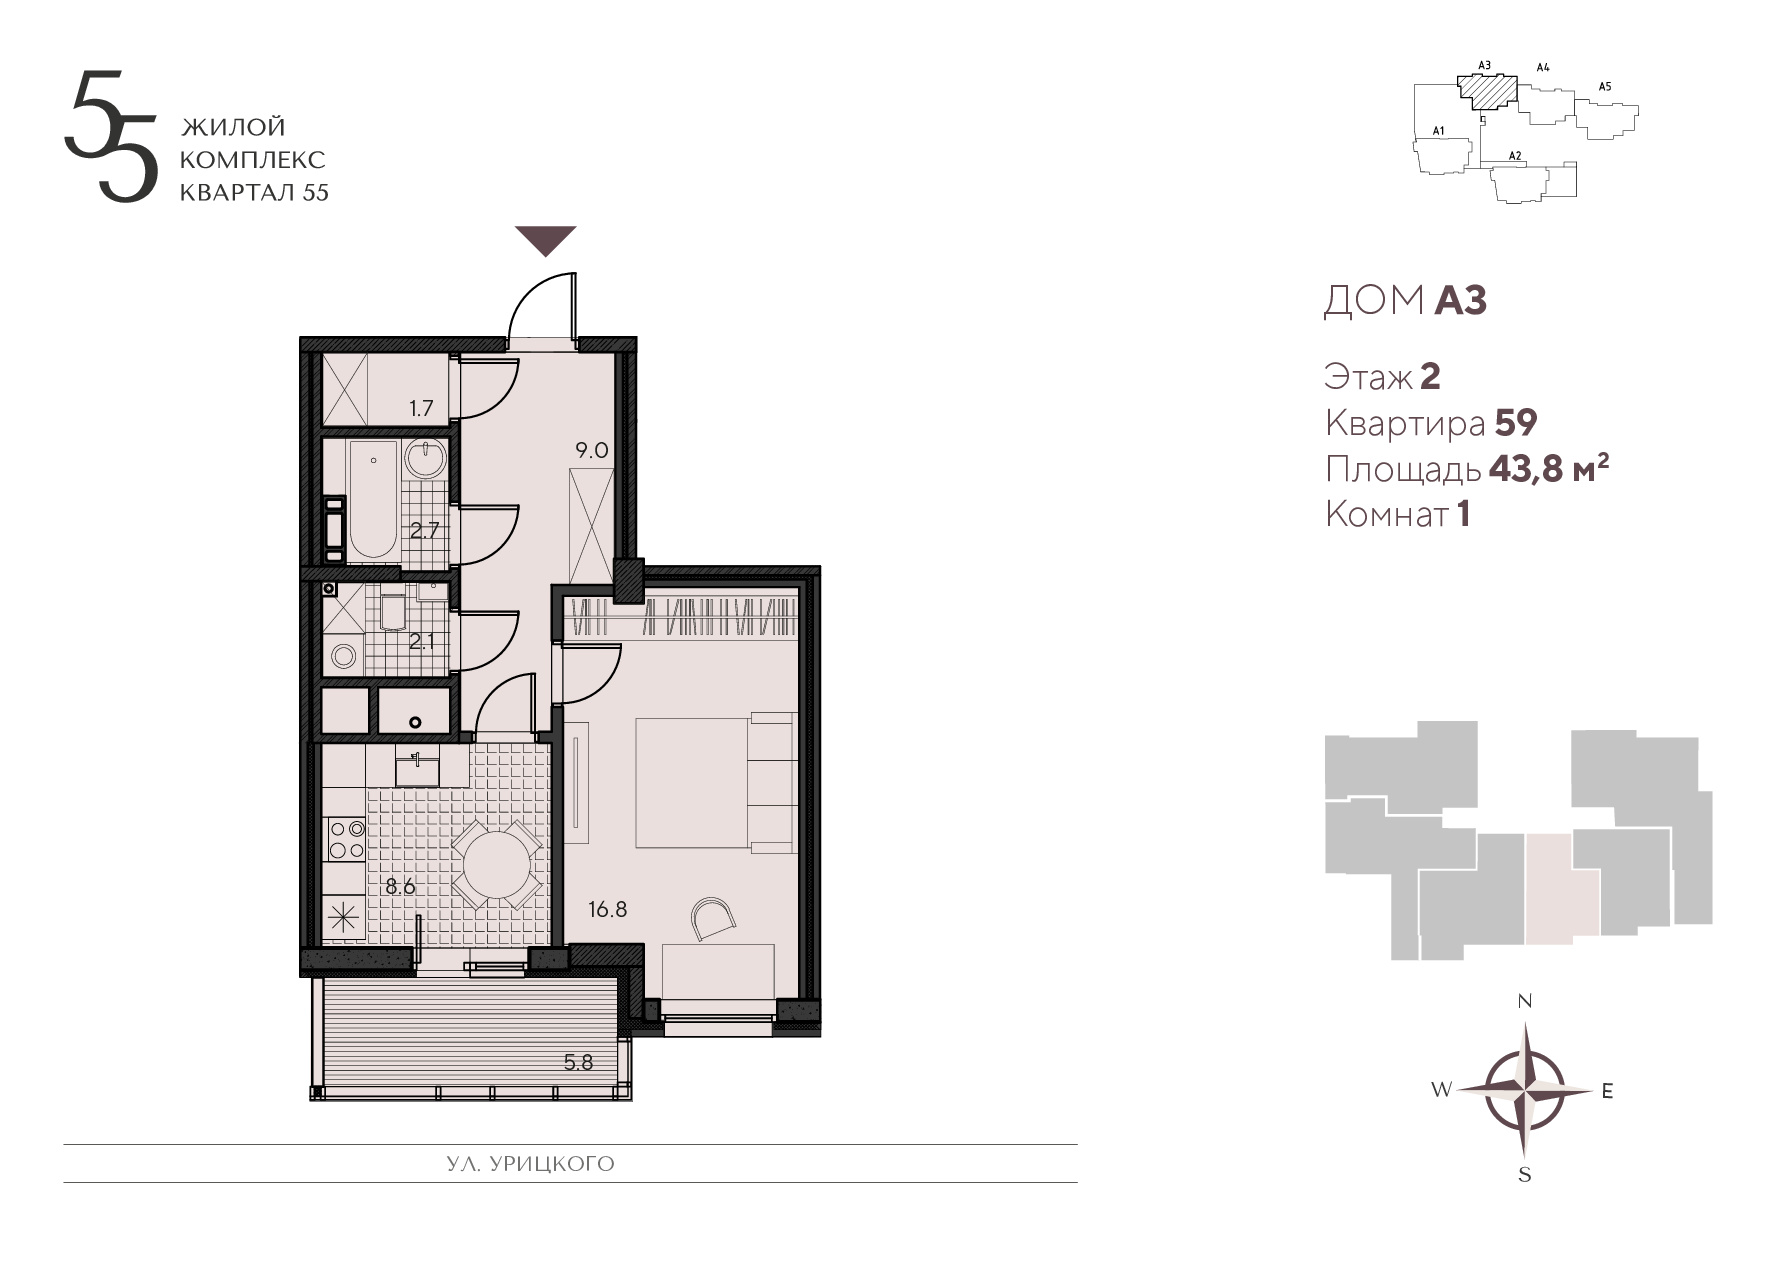 55
ЖИЛОЙ
КОМПЛЕКС
КВАРТАЛ 55
A3
A4
A5
A1
A2
ДОМ А3
Этаж 2
Квартира 59
Площадь 43,8 м²
Комнат 1
1.7
9.0
2.7
2.1
8.6
16.8
5.8
N
W
E
S
УЛ. УРИЦКОГО